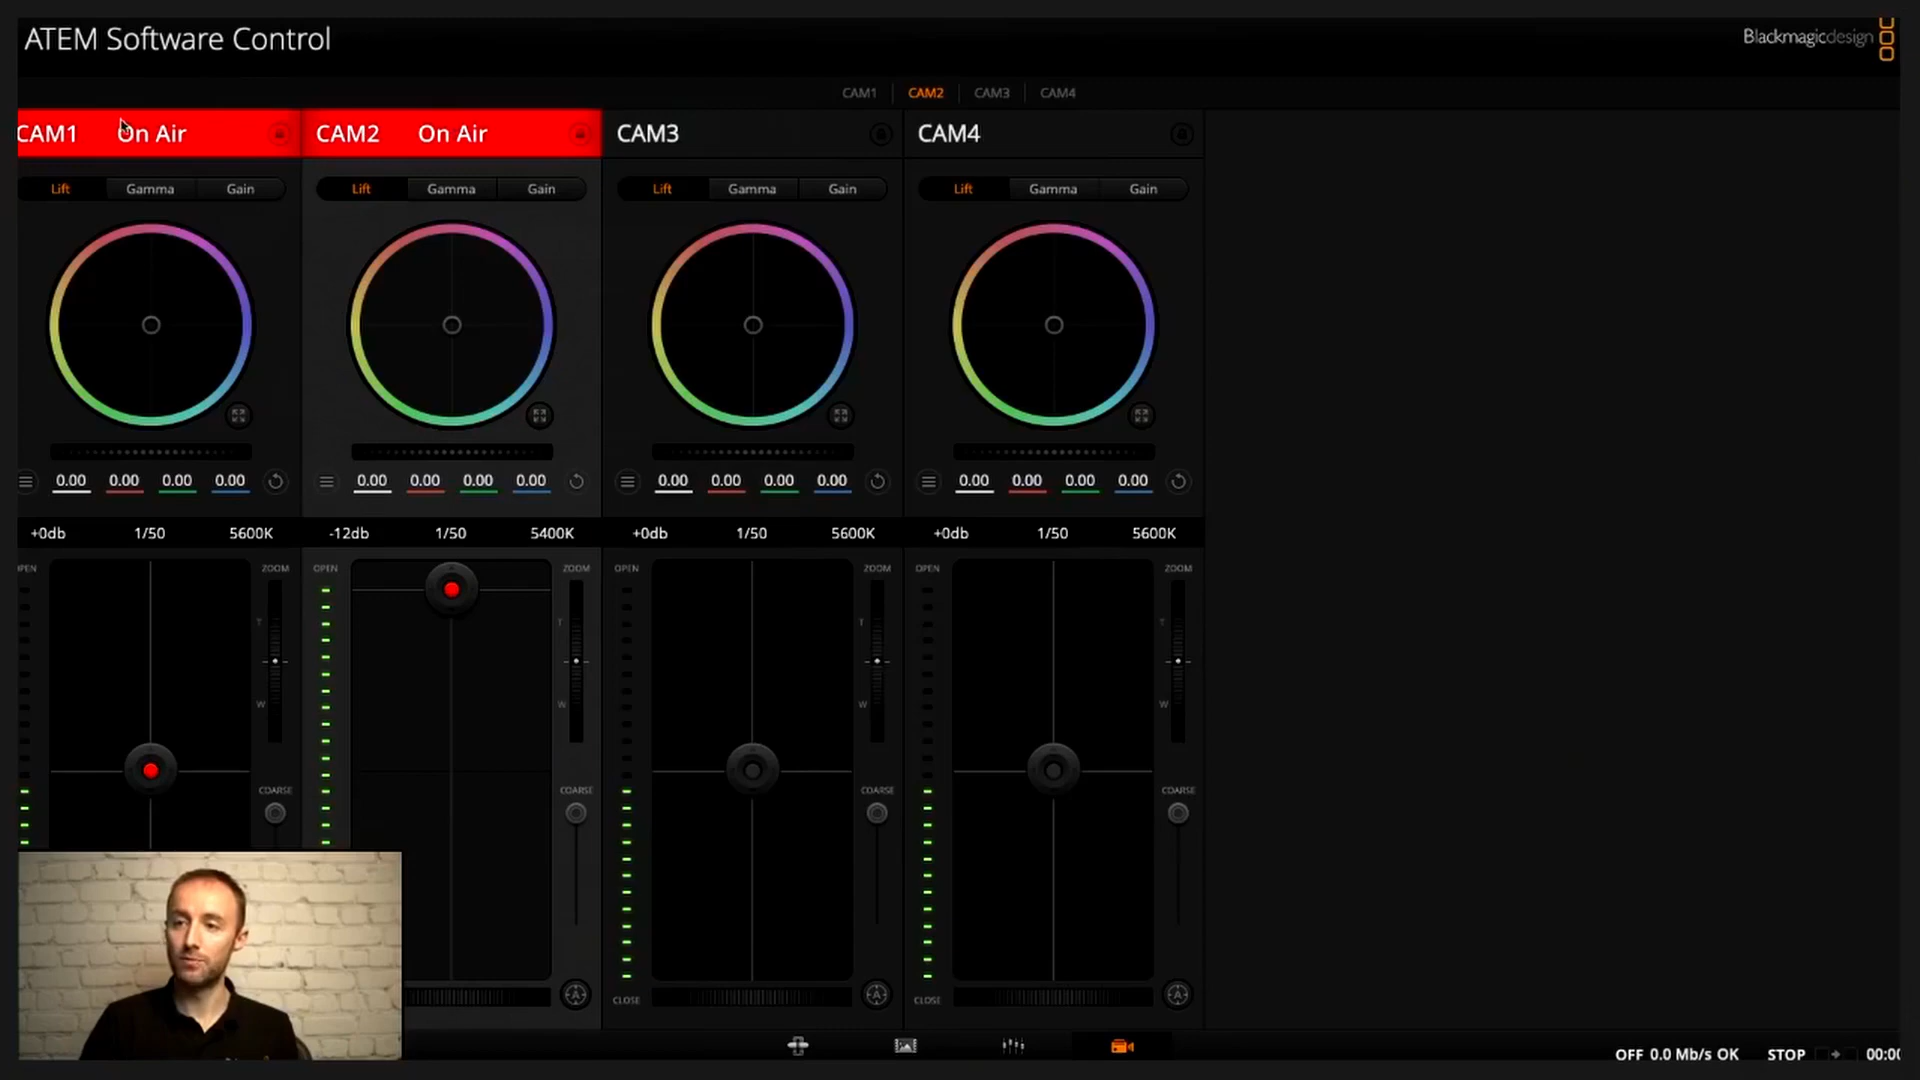 ATEM Software Control
Blackmagicdesign
CAM1 CAM2 CAM3 CAM4
CAM1 On Air CAM2 On Air CAM3 CAM4
Lift Gamma Gain Lift Gamma Gain Lift Gamma Gain Lift Gamma Gain
0.00 0.00 0.00 0.00 0.00 0.00 0.00 0.00 0.00 0.00 0.00 0.00 0.00 0.00 0.00 0.00
+0db 1/50 5600K -12db 1/50 5400K +0db 1/50 5600K +0db 1/50 5600K
PEN ZOOM OPEN ZOOM OPEN ZOOM OPEN ZOOM
T T T T
W W W W
COARSE COARSE COARSE COARSE
A A A
CLOSE CLOSE
OFF 0.0 Mb/s OK STOP 00:00